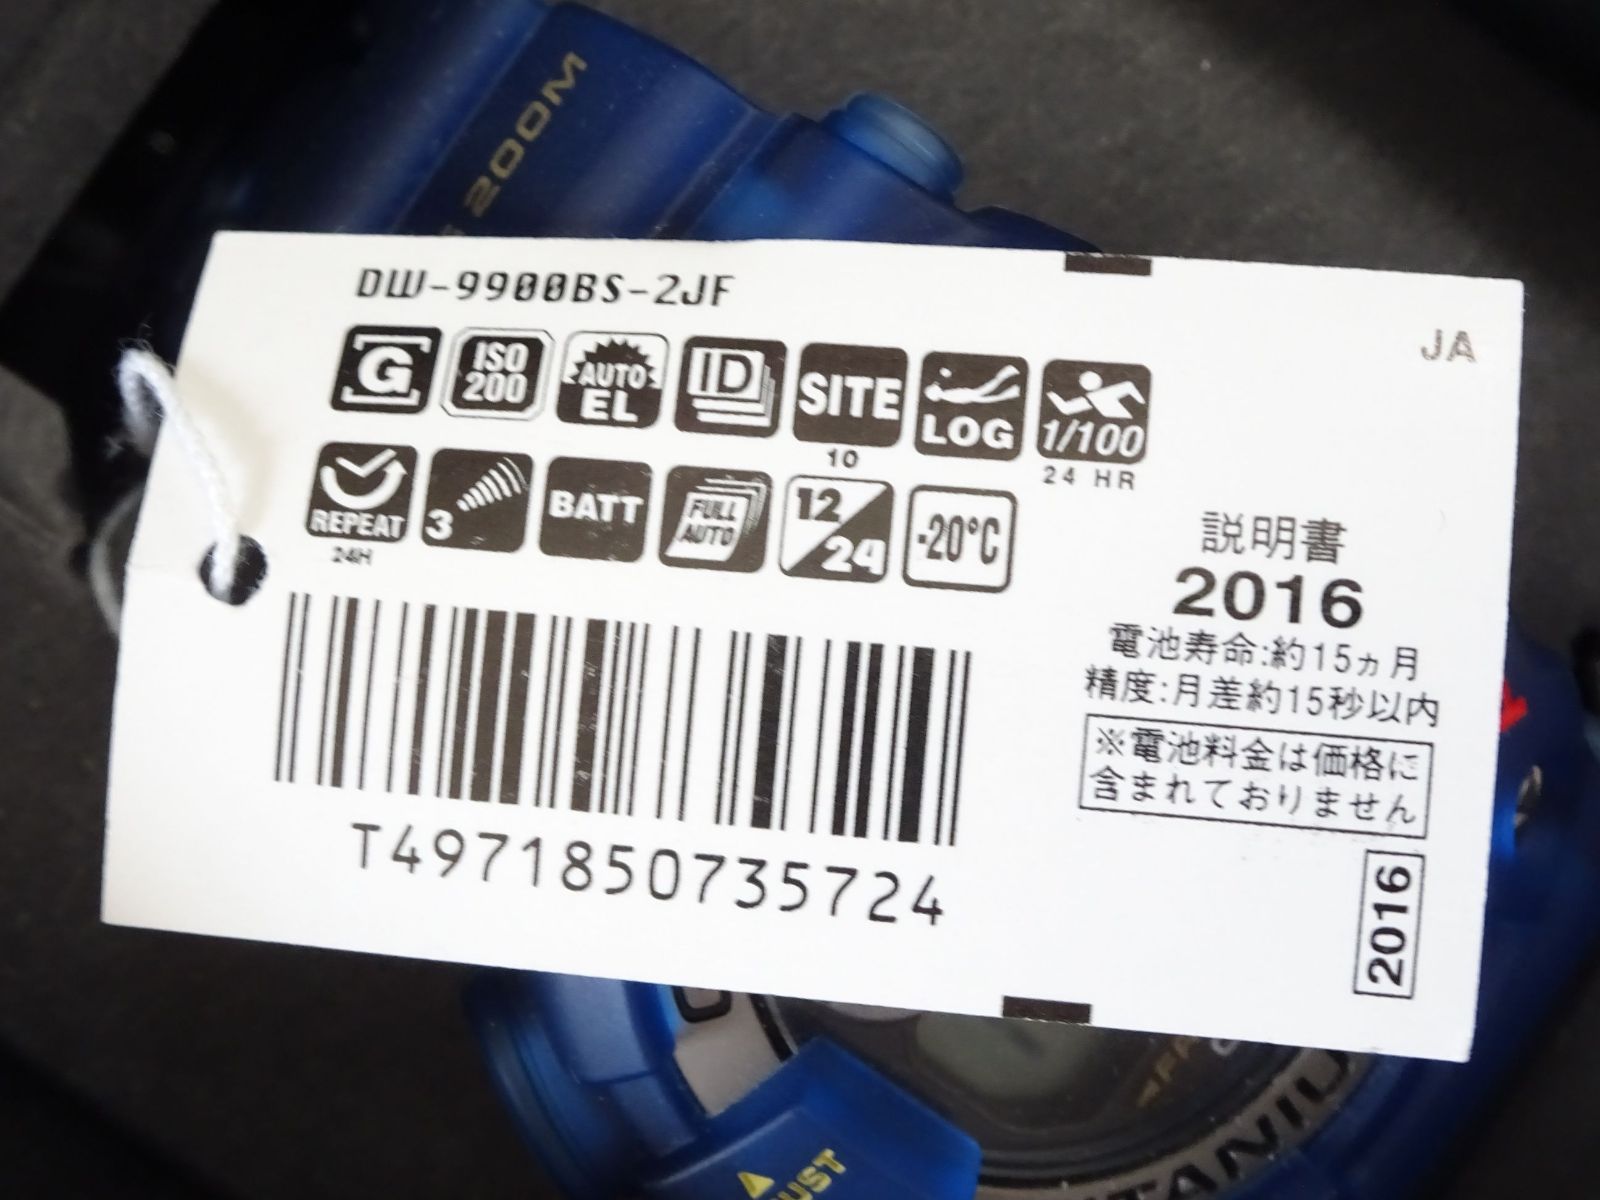 200M
DW-9900BS-2JF
JA
G
ISO
200
AUTO
EL
ID
SITE
10
LOG
1/100
24 HR
REPEAT
24H
3
BATT
FULL
AUTO
12/24
-20°C
説明書
2016
電池寿命:約15ヵ月
精度:月差約15秒以内
※電池料金は価格に
含まれておりません
T4971850735724
2016